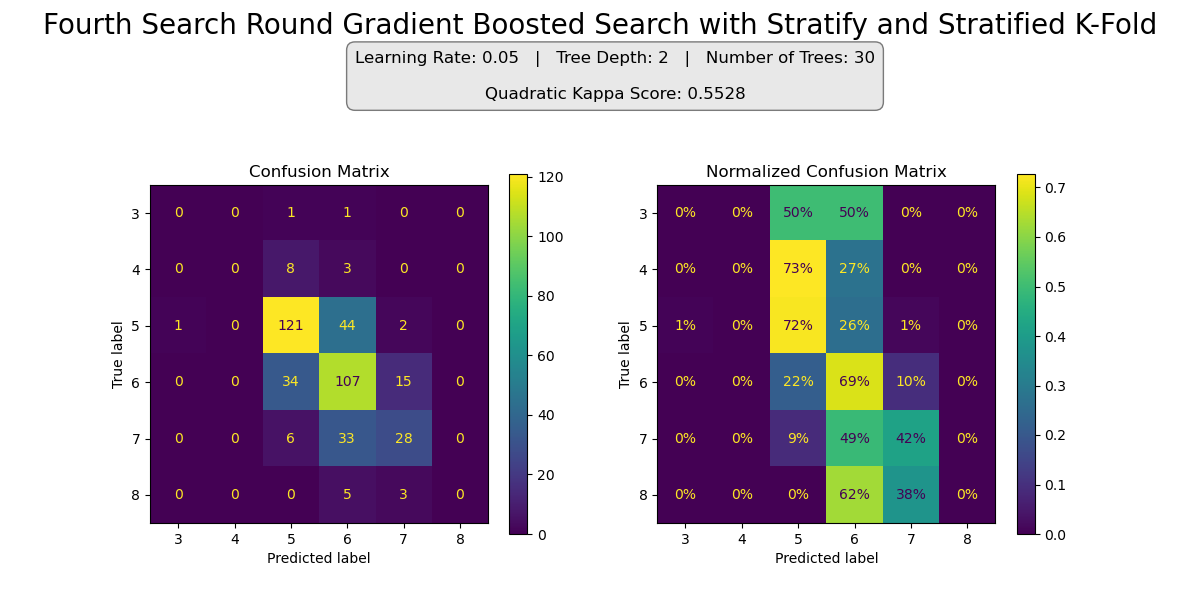 Fourth Search Round Gradient Boosted Search with Stratify and Stratified K-Fold
Learning Rate: 0.05 | Tree Depth: 2 | Number of Trees: 30
Quadratic Kappa Score: 0.5528
Confusion Matrix
True label
3 0 0 1 1 0 0
4 0 0 8 3 0 0
5 1 0 121 44 2 0
6 0 0 34 107 15 0
7 0 0 6 33 28 0
8 0 0 0 5 3 0
3 4 5 6 7 8
Predicted label
120
100
80
60
40
20
0
Normalized Confusion Matrix
True label
3 0% 0% 50% 50% 0% 0%
4 0% 0% 73% 27% 0% 0%
5 1% 0% 72% 26% 1% 0%
6 0% 0% 22% 69% 10% 0%
7 0% 0% 9% 49% 42% 0%
8 0% 0% 0% 62% 38% 0%
3 4 5 6 7 8
Predicted label
0.7
0.6
0.5
0.4
0.3
0.2
0.1
0.0